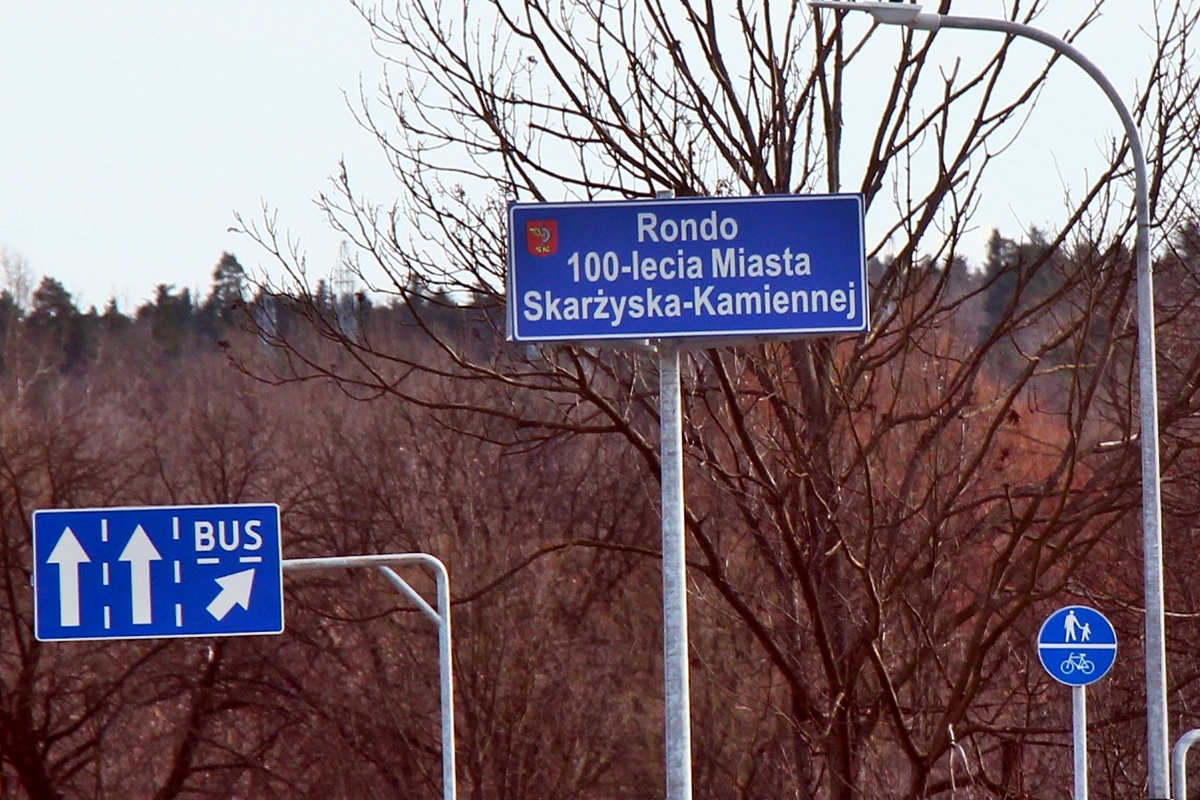 Rondo
100-lecia Miasta
Skarżyska-Kamiennej
BUS